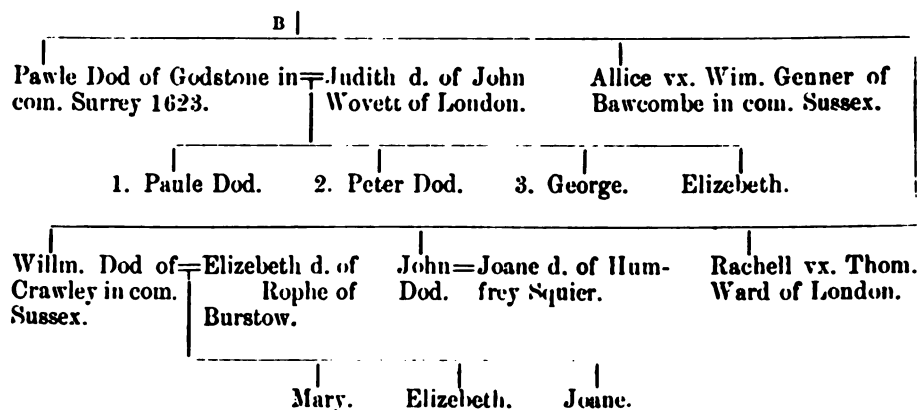 B
Pawle Dod of Godstone in=Judith d. of John
com. Surrey 1623. Wovett of London.
Allice vx. Wim. Genner of
Bawcombe in com. Sussex.
1. Paule Dod. 2. Peter Dod. 3. George. Elizebeth.
Willm. Dod of=Elizebeth d. of
Crawley in com. Rophe of
Sussex. Burstow.
John=Joane d. of Hum-
Dod. frey Squier.
Rachell vx. Thom.
Ward of London.
Mary. Elizebeth. Joane.